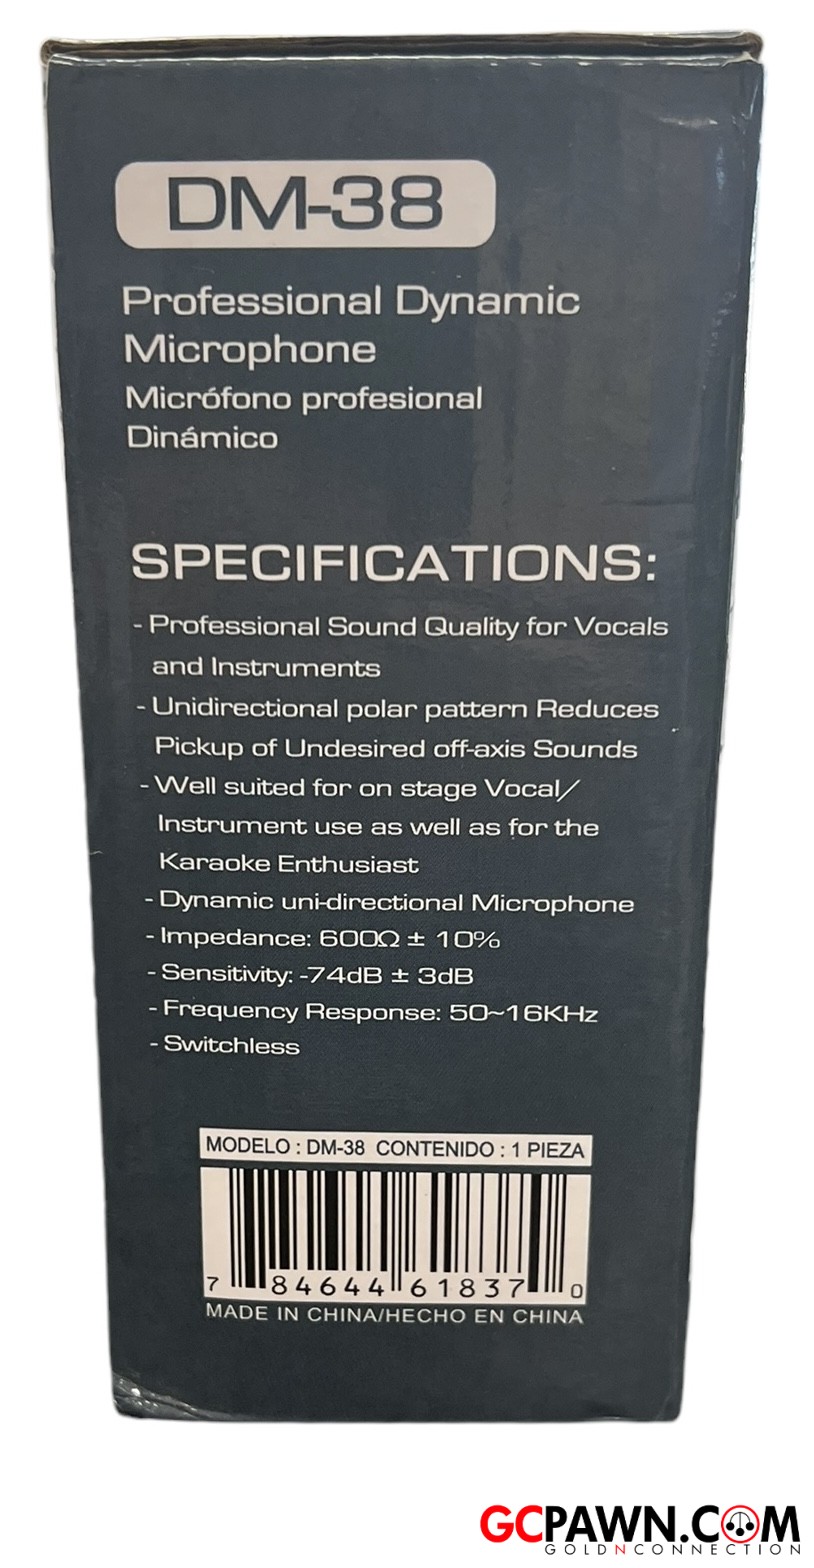 DM-38
Professional Dynamic
Microphone
Micrófono profesional
Dinámico
SPECIFICATIONS:
- Professional Sound Quality for Vocals
and Instruments
- Unidirectional polar pattern Reduces
Pickup of Undesired off-axis Sounds
- Well suited for on stage Vocal/
Instrument use as well as for the
Karaoke Enthusiast
- Dynamic uni-directional Microphone
- Impedance: 600Ω ± 10%
- Sensitivity: -74dB ± 3dB
- Frequency Response: 50~16KHz
- Switchless
MODELO : DM-38 CONTENIDO : 1 PIEZA
7 84644 61837 0
MADE IN CHINA/HECHO EN CHINA
GCPAWN.COM
GOLDNCONNECTION